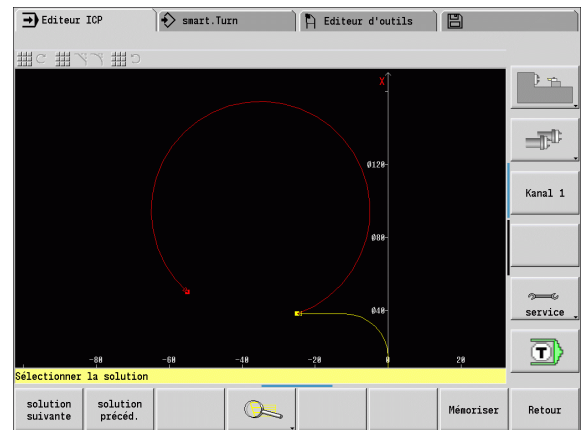 Editeur ICP
smart.Turn
Editeur d'outils
X
Ø120
Ø80
Kanal 1
Ø40
service
T
-80 -60 -40 -20 0 20
Sélectionner la solution
solution suivante
solution précéd.
Mémoriser
Retour